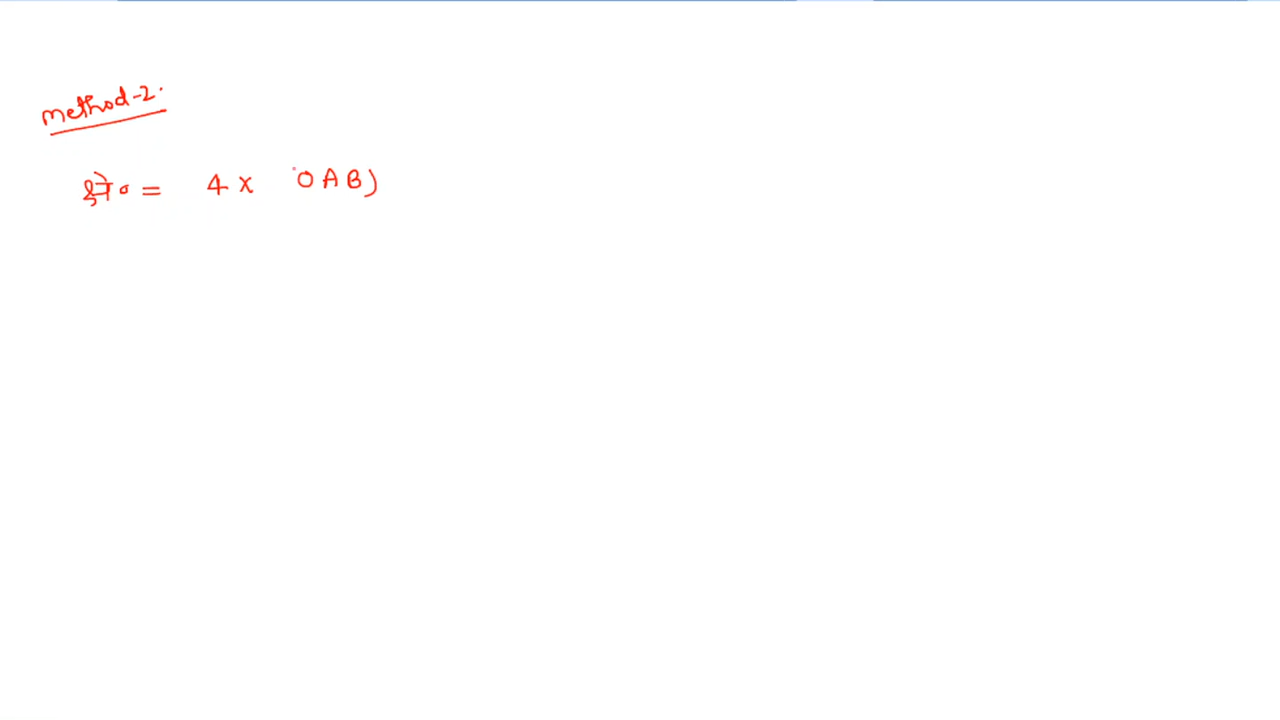 method-2.
क्षे० = 4 x OAB)